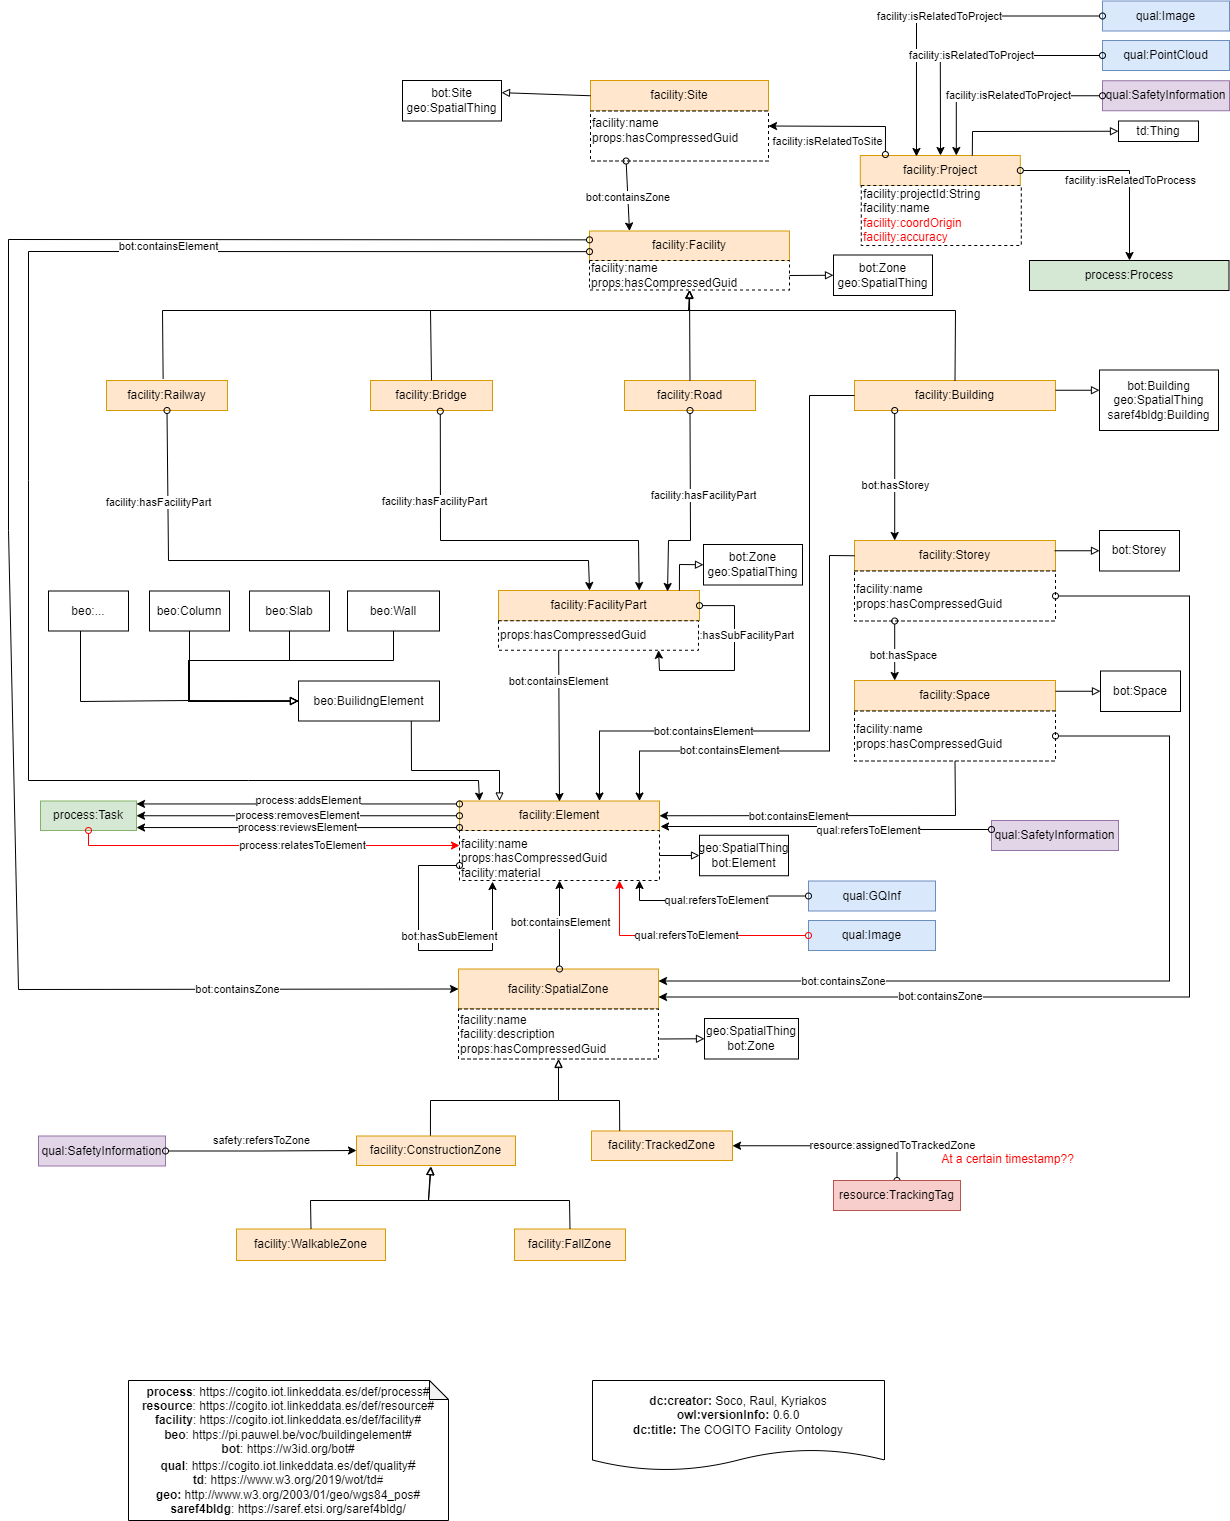 facility:isRelatedToProject
qual:Image
facility:isRelatedToProject
qual:PointCloud
facility:isRelatedToProject
qual:SafetyInformation
bot:Site
geo:SpatialThing
facility:Site
facility:name
props:hasCompressedGuid
facility:isRelatedToSite
td:Thing
facility:Project
facility:projectId:String
facility:name
facility:coordOrigin
facility:accuracy
facility:isRelatedToProcess
process:Process
bot:containsZone
bot:containsElement
facility:Facility
facility:name
props:hasCompressedGuid
bot:Zone
geo:SpatialThing
facility:Railway
facility:Bridge
facility:Road
facility:Building
bot:Building
geo:SpatialThing
saref4bldg:Building
facility:hasFacilityPart
facility:hasFacilityPart
facility:hasFacilityPart
bot:hasStorey
bot:Zone
geo:SpatialThing
facility:Storey
facility:name
props:hasCompressedGuid
bot:Storey
beo:...
beo:Column
beo:Slab
beo:Wall
facility:FacilityPart
props:hasCompressedGuid
:hasSubFacilityPart
bot:hasSpace
beo:BuilidngElement
bot:containsElement
facility:Space
facility:name
props:hasCompressedGuid
bot:Space
bot:containsElement
bot:containsElement
process:Task
process:addsElement
process:removesElement
process:reviewsElement
process:relatesToElement
facility:Element
facility:name
props:hasCompressedGuid
facility:material
bot:containsElement
qual:refersToElement
qual:SafetyInformation
geo:SpatialThing
bot:Element
qual:refersToElement
qual:GQInf
bot:hasSubElement
bot:containsElement
qual:refersToElement
qual:Image
bot:containsZone
facility:SpatialZone
facility:name
facility:description
props:hasCompressedGuid
bot:containsZone
bot:containsZone
geo:SpatialThing
bot:Zone
qual:SafetyInformation
safety:refersToZone
facility:ConstructionZone
facility:TrackedZone
resource:assignedToTrackedZone
At a certain timestamp??
resource:TrackingTag
facility:WalkableZone
facility:FallZone
process: https://cogito.iot.linkeddata.es/def/process#
resource: https://cogito.iot.linkeddata.es/def/resource#
facility: https://cogito.iot.linkeddata.es/def/facility#
beo: https://pi.pauwel.be/voc/buildingelement#
bot: https://w3id.org/bot#
qual: https://cogito.iot.linkeddata.es/def/quality#
td: https://www.w3.org/2019/wot/td#
geo: http://www.w3.org/2003/01/geo/wgs84_pos#
saref4bldg: https://saref.etsi.org/saref4bldg/
dc:creator: Soco, Raul, Kyriakos
owl:versionInfo: 0.6.0
dc:title: The COGITO Facility Ontology